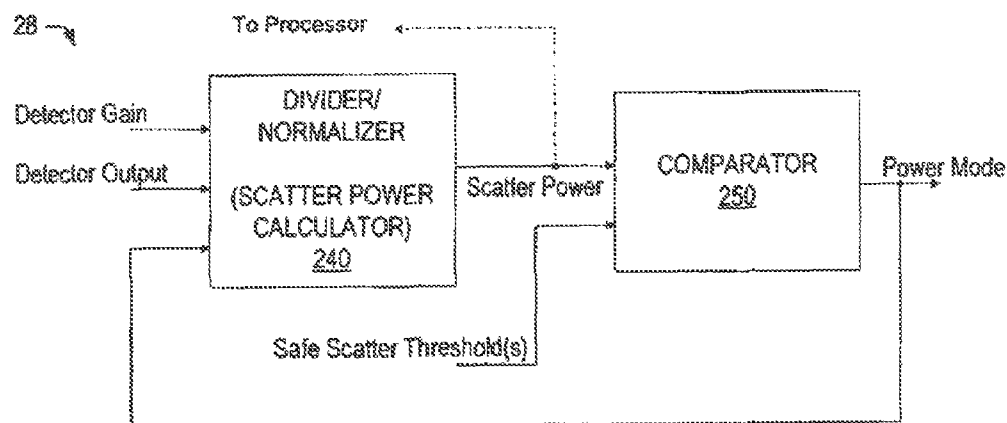 28
To Processor
Detector Gain
Detector Output
DIVIDER/
NORMALIZER
(SCATTER POWER
CALCULATOR)
240
Scatter Power
COMPARATOR
250
Power Mode
Safe Scatter Threshold(s)